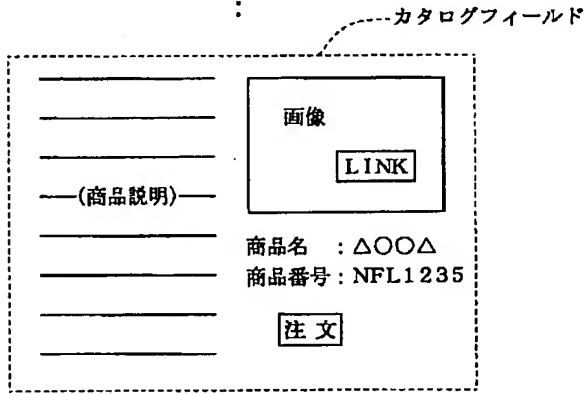 カタログフィールド
(商品説明)
画像
LINK
商品名 :△○○△
商品番号:NFL1235
注文